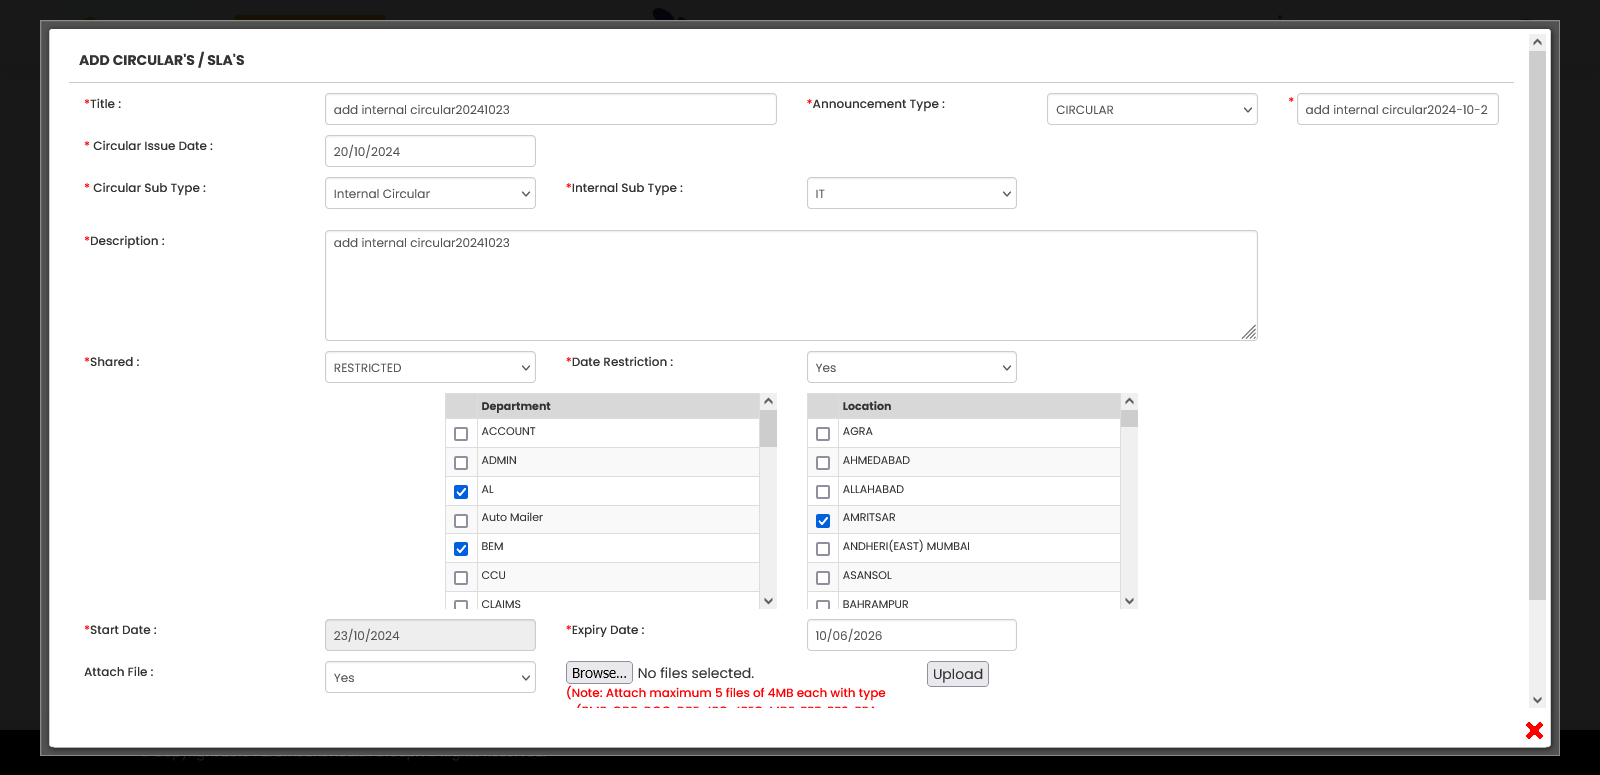 ADD CIRCULAR'S / SLA'S
*Title : add internal circular20241023 *Announcement Type : CIRCULAR * add internal circular2024-10-2
* Circular Issue Date : 20/10/2024
* Circular Sub Type : Internal Circular *Internal Sub Type : IT
*Description : add internal circular20241023
*Shared : RESTRICTED *Date Restriction : Yes
Department Location
ACCOUNT AGRA
ADMIN AHMEDABAD
AL ALLAHABAD
Auto Mailer AMRITSAR
BEM ANDHERI(EAST) MUMBAI
CCU ASANSOL
CLAIMS BAHRAMPUR
*Start Date : 23/10/2024 *Expiry Date : 10/06/2026
Attach File : Yes Browse... No files selected. Upload
(Note: Attach maximum 5 files of 4MB each with type